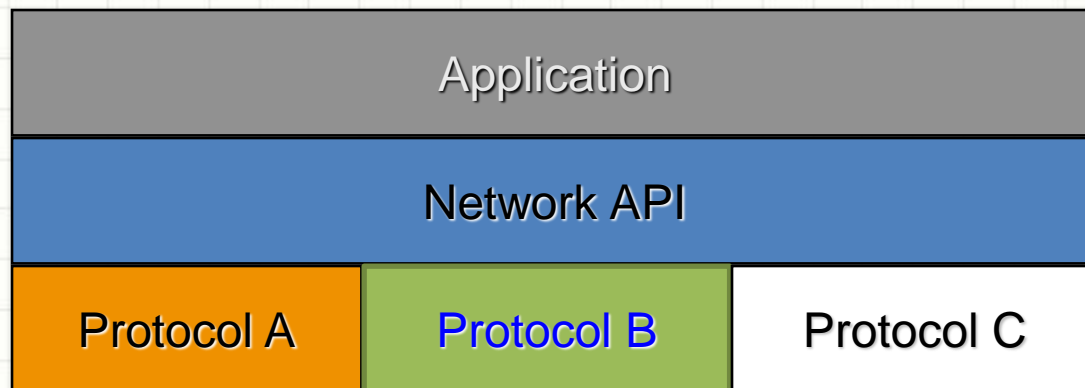 Application
Network API
Protocol A
Protocol B
Protocol C